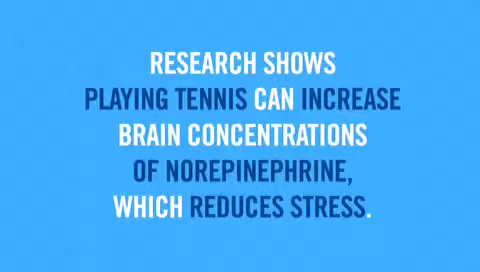 RESEARCH SHOWS
PLAYING TENNIS CAN INCREASE
BRAIN CONCENTRATIONS
OF NOREPINEPHRINE,
WHICH REDUCES STRESS.